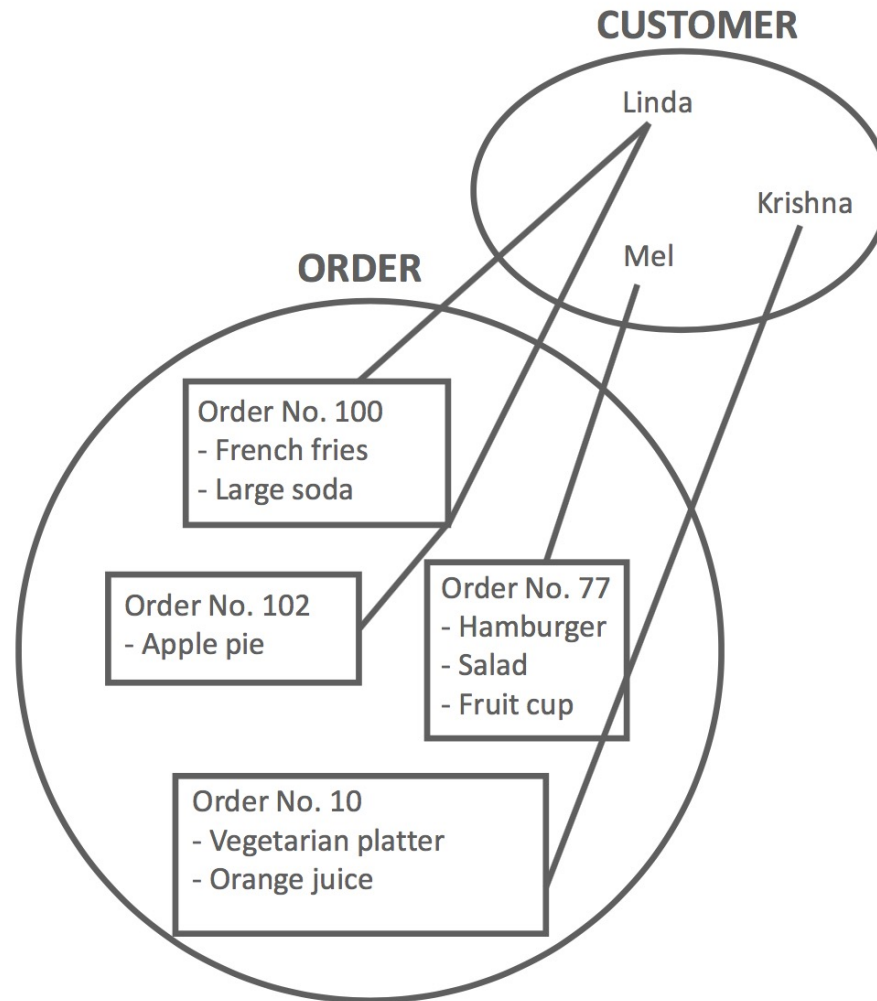 CUSTOMER
Linda
Krishna
Mel
ORDER
Order No. 100
- French fries
- Large soda
Order No. 102
- Apple pie
Order No. 77
- Hamburger
- Salad
- Fruit cup
Order No. 10
- Vegetarian platter
- Orange juice